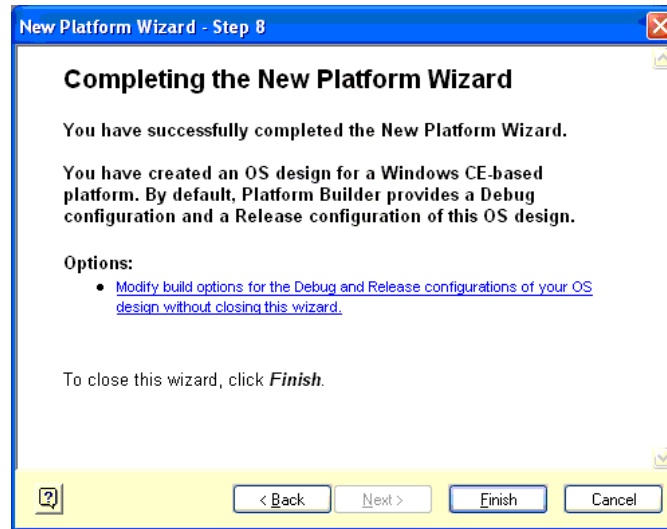 New Platform Wizard - Step 8
Completing the New Platform Wizard
You have successfully completed the New Platform Wizard.
You have created an OS design for a Windows CE-based
platform. By default, Platform Builder provides a Debug
configuration and a Release configuration of this OS design.
Options:
• Modify build options for the Debug and Release configurations of your OS
design without closing this wizard.
To close this wizard, click Finish.
? < Back Next > Finish Cancel